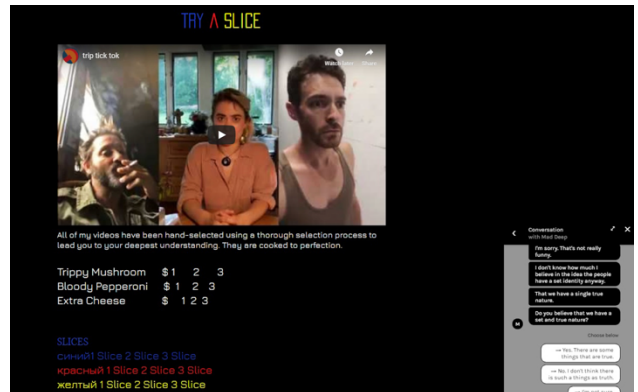 TRY A SLICE
trip tick tok
Watch later
Share
All of my videos have been hand-selected using a thorough selection process to
lead you to your deepest understanding. They are cooked to perfection.
Trippy Mushroom $1 2 3
Bloody Pepperoni $ 1 2 3
Extra Cheese $ 1 2 3
SLICES
синий1 Slice 2 Slice 3 Slice
красный 1 Slice 2 Slice 3 Slice
желтый 1 Slice 2 Slice 3 Slice
Conversation
with Mad Deep
I'm sorry, That's not really
funny.
I don't know how much I
believe in the idea tha people
have a set identity anyway.
That we have a single true
nature.
Do you believe that we have a
set and true nature?
M
Choose below
→ Yes, There are some
things that are true.
→ No, I don't think there
is such a things as truth.